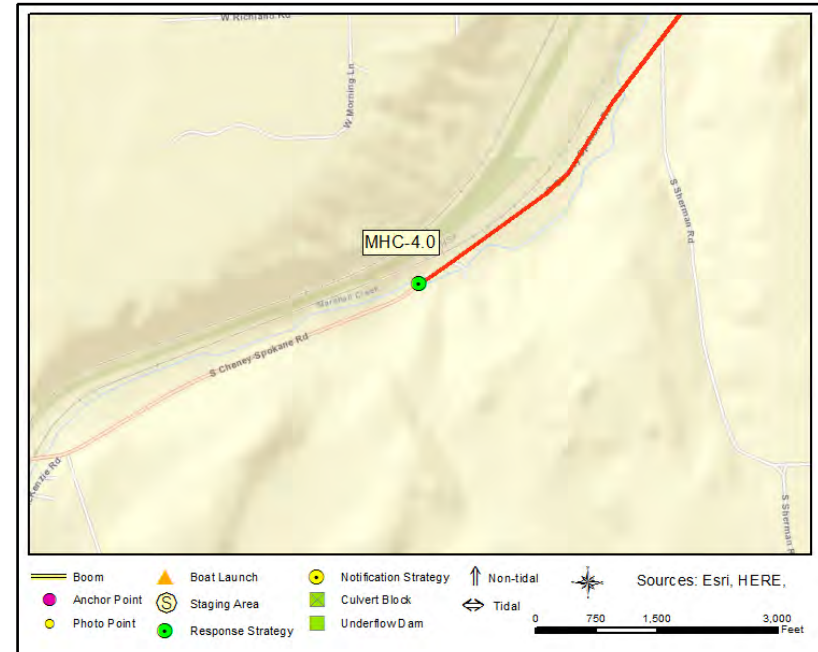 W Richland Rd
W Morning Ln
S Sherman Rd
MHC-4.0
Marshall Creek
S Cheney Spokane Rd
Kenzie Rd
S Sherman R
Boom
Anchor Point
Photo Point
Boat Launch
S Staging Area
Response Strategy
Notification Strategy
Culvert Block
Underflow Dam
Non-tidal
Tidal
Sources: Esri, HERE,
0 750 1,500 3,000
Feet